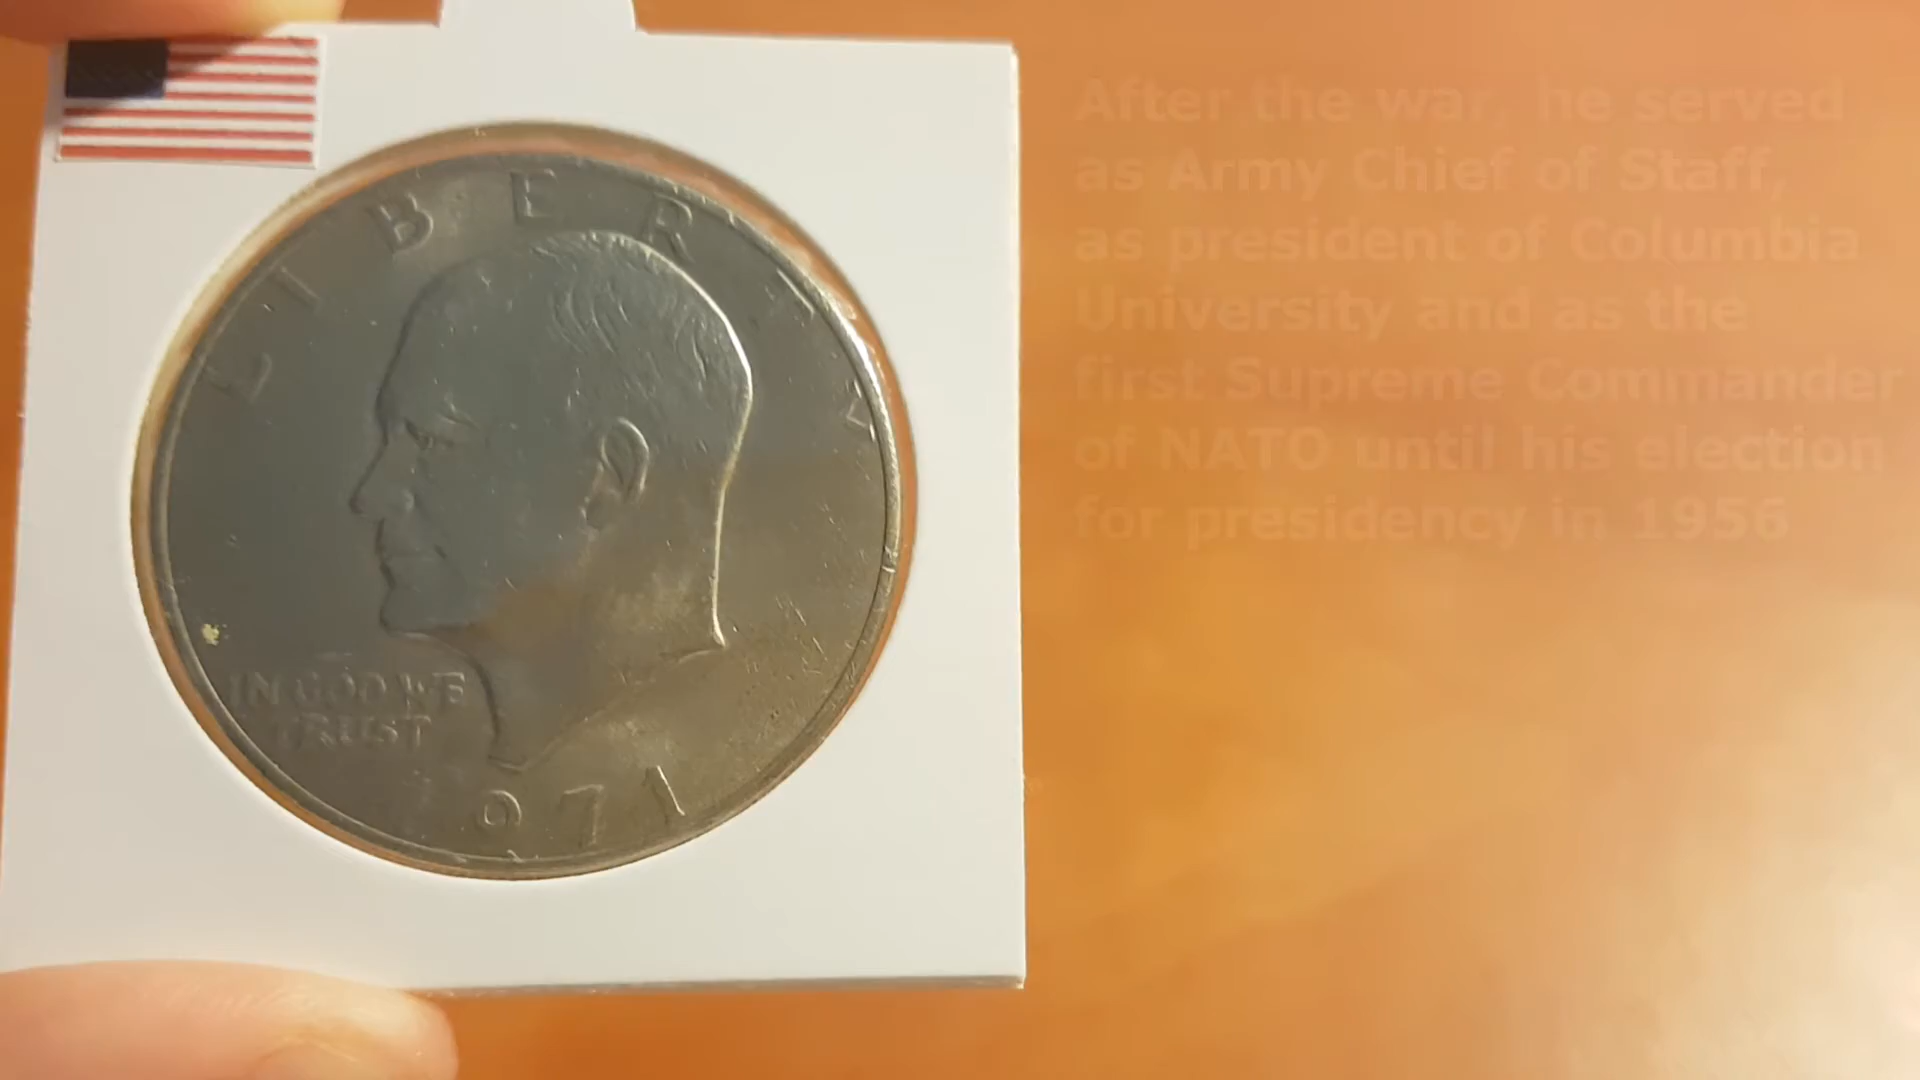 LIBERTY
IN GOD WE
TRUST
1971
After the war, he served
as Army Chief of Staff,
as president of Columbia
University and as the
first Supreme Commander
of NATO until his election
for presidency in 1956